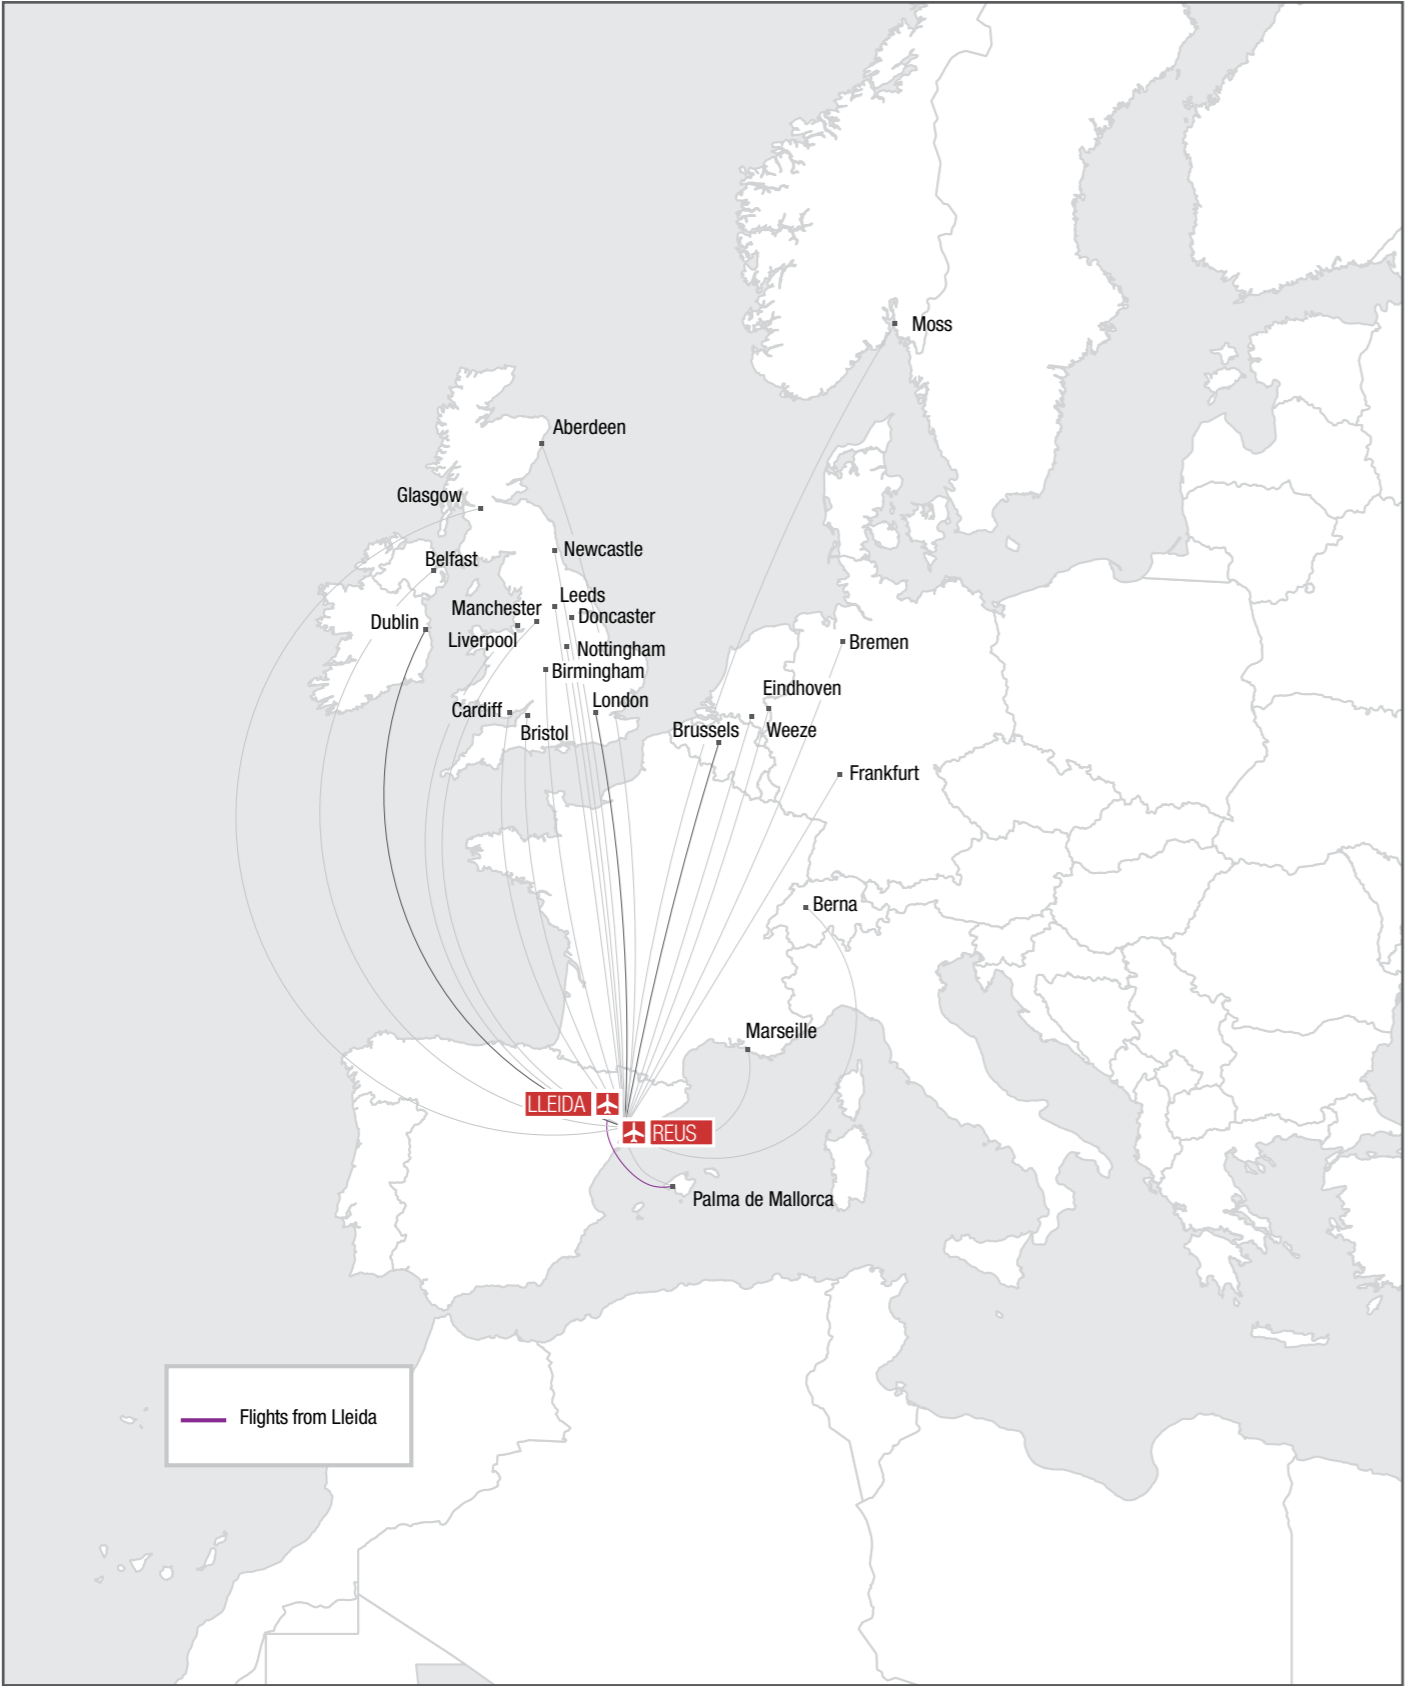 Moss
Aberdeen
Glasgow
Newcastle
Belfast
Leeds
Manchester
Doncaster
Dublin
Liverpool
Nottingham
Bremen
Birmingham
Eindhoven
London
Cardiff
Bristol
Brussels
Weeze
Frankfurt
Berna
Marseille
LLEIDA
REUS
Palma de Mallorca
Flights from Lleida